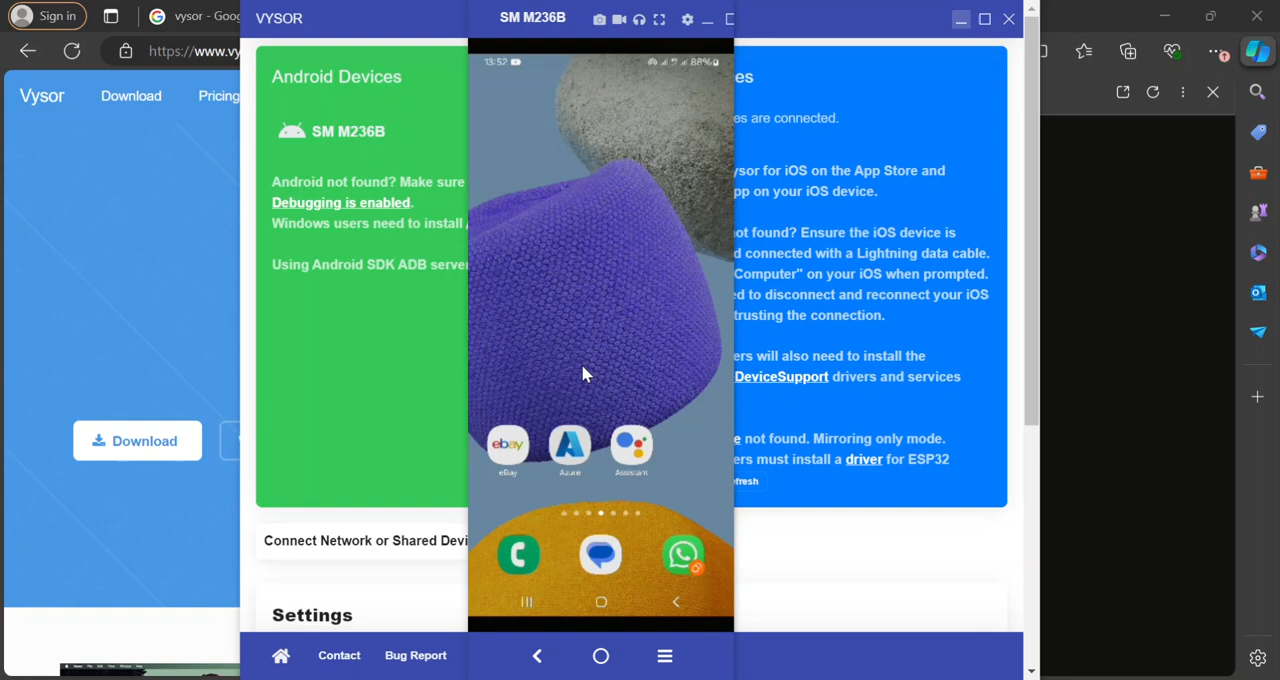 Sign in
vysor - Goo
https://www.vy
Vysor
Download
Pricing
Download
VYSOR
Android Devices
SM M236B
Android not found? Make sure
Debugging is enabled.
Windows users need to install
Using Android SDK ADB server
Connect Network or Shared Devi
Settings
Contact
Bug Report
SM M236B
13:52
88%
eBay
eBay
Azure
Assistant
es
es are connected.
ysor for iOS on the App Store and
pp on your iOS device.
ot found? Ensure the iOS device is
d connected with a Lightning data cable.
Computer" on your iOS when prompted.
ed to disconnect and reconnect your iOS
trusting the connection.
ers will also need to install the
DeviceSupport drivers and services
e not found. Mirroring only mode.
ers must install a driver for ESP32
efresh